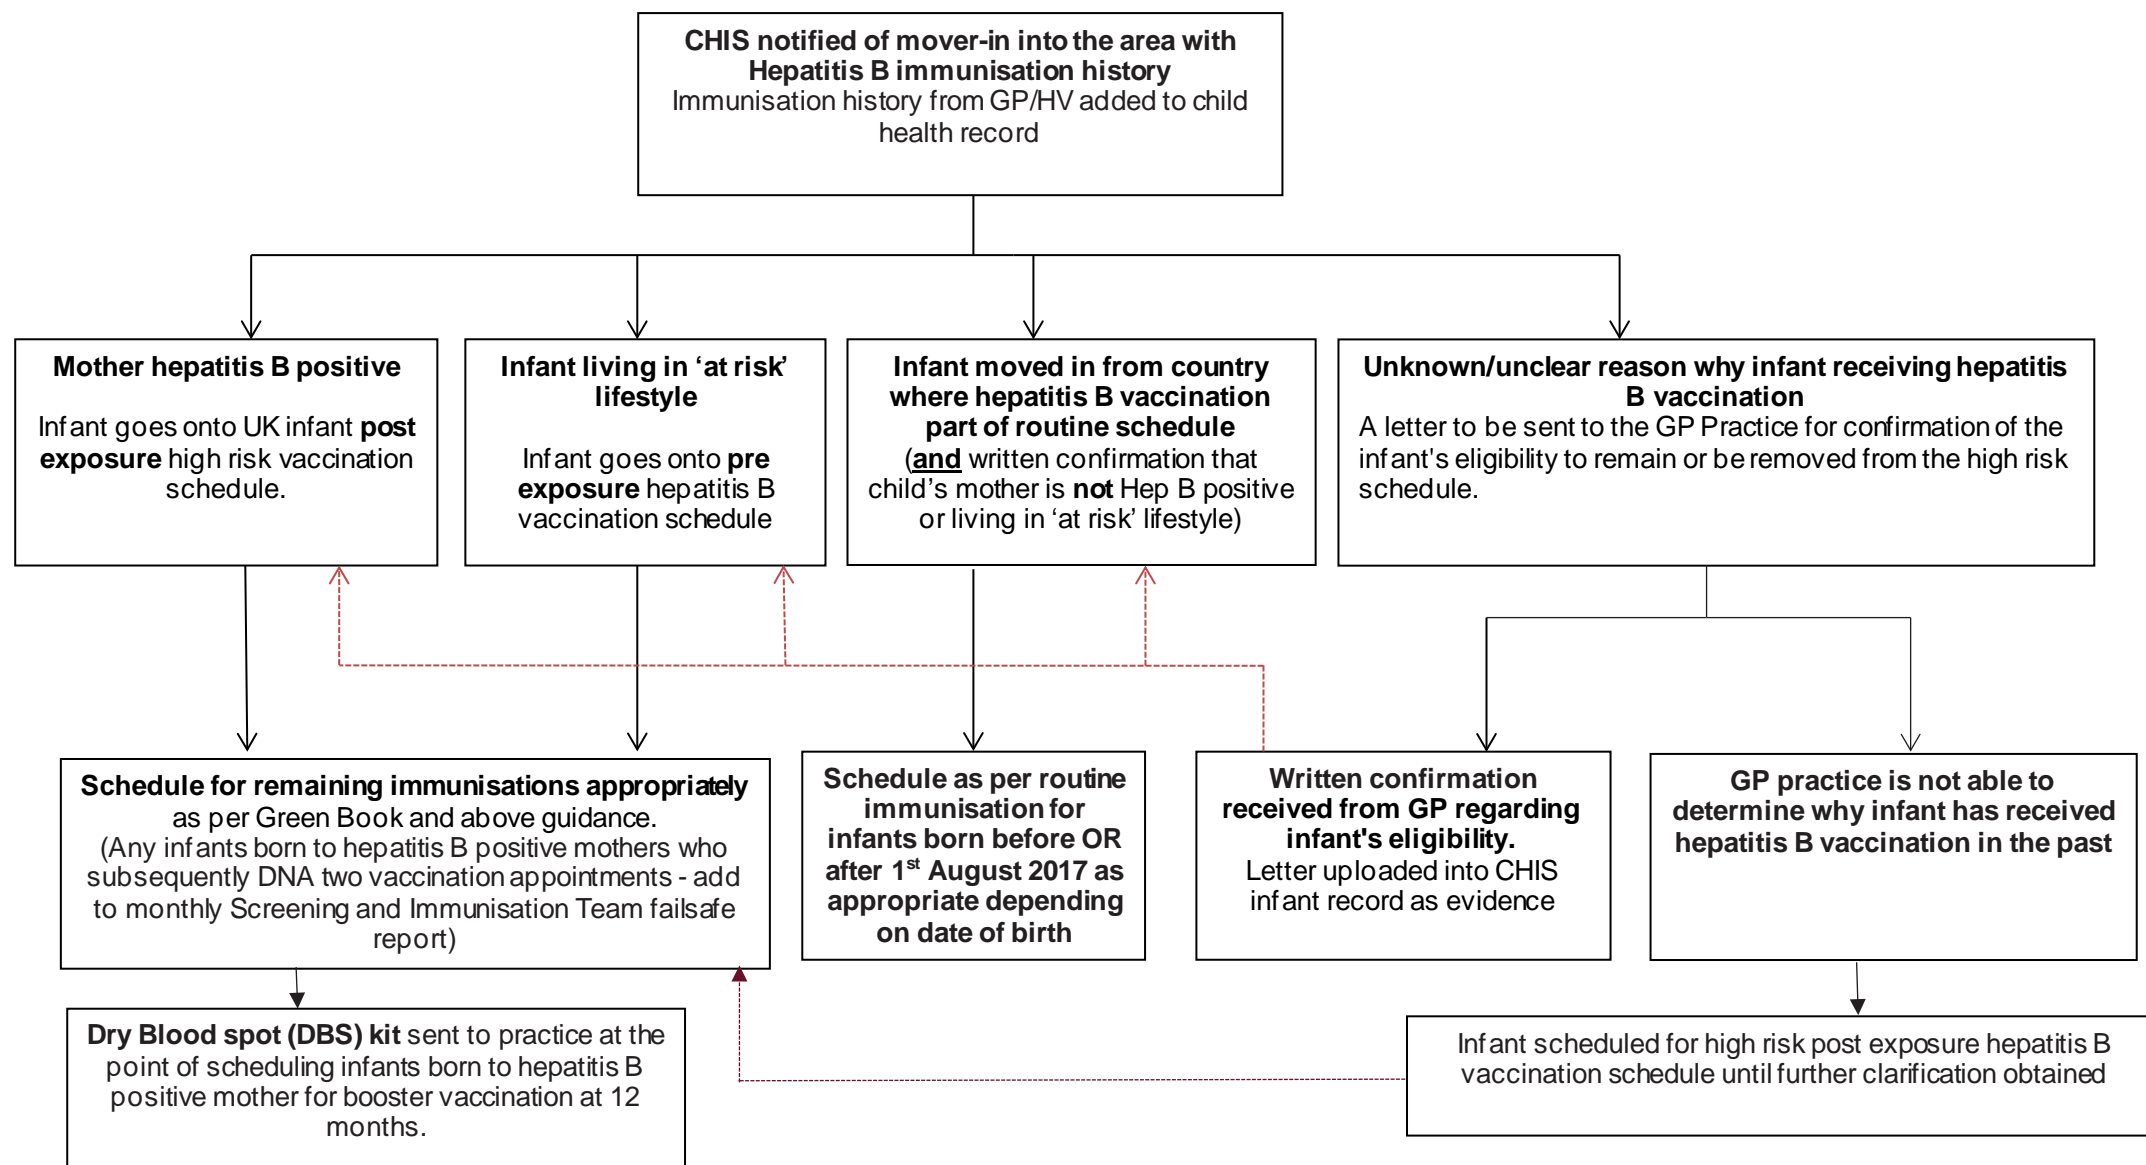 CHIS notified of mover-in into the area with
Hepatitis B immunisation history
Immunisation history from GP/HV added to child
health record
Mother hepatitis B positive
Infant goes onto UK infant post
exposure high risk vaccination
schedule.
Infant living in ‘at risk’
lifestyle
Infant goes onto pre
exposure hepatitis B
vaccination schedule
Infant moved in from country
where hepatitis B vaccination
part of routine schedule
(and written confirmation that
child’s mother is not Hep B positive
or living in ‘at risk’ lifestyle)
Unknown/unclear reason why infant receiving hepatitis
B vaccination
A letter to be sent to the GP Practice for confirmation of the
infant's eligibility to remain or be removed from the high risk
schedule.
Schedule for remaining immunisations appropriately
as per Green Book and above guidance.
(Any infants born to hepatitis B positive mothers who
subsequently DNA two vaccination appointments - add
to monthly Screening and Immunisation Team failsafe
report)
Schedule as per routine
immunisation for
infants born before OR
after 1st August 2017 as
appropriate depending
on date of birth
Written confirmation
received from GP regarding
infant's eligibility.
Letter uploaded into CHIS
infant record as evidence
GP practice is not able to
determine why infant has received
hepatitis B vaccination in the past
Dry Blood spot (DBS) kit sent to practice at the
point of scheduling infants born to hepatitis B
positive mother for booster vaccination at 12
months.
Infant scheduled for high risk post exposure hepatitis B
vaccination schedule until further clarification obtained